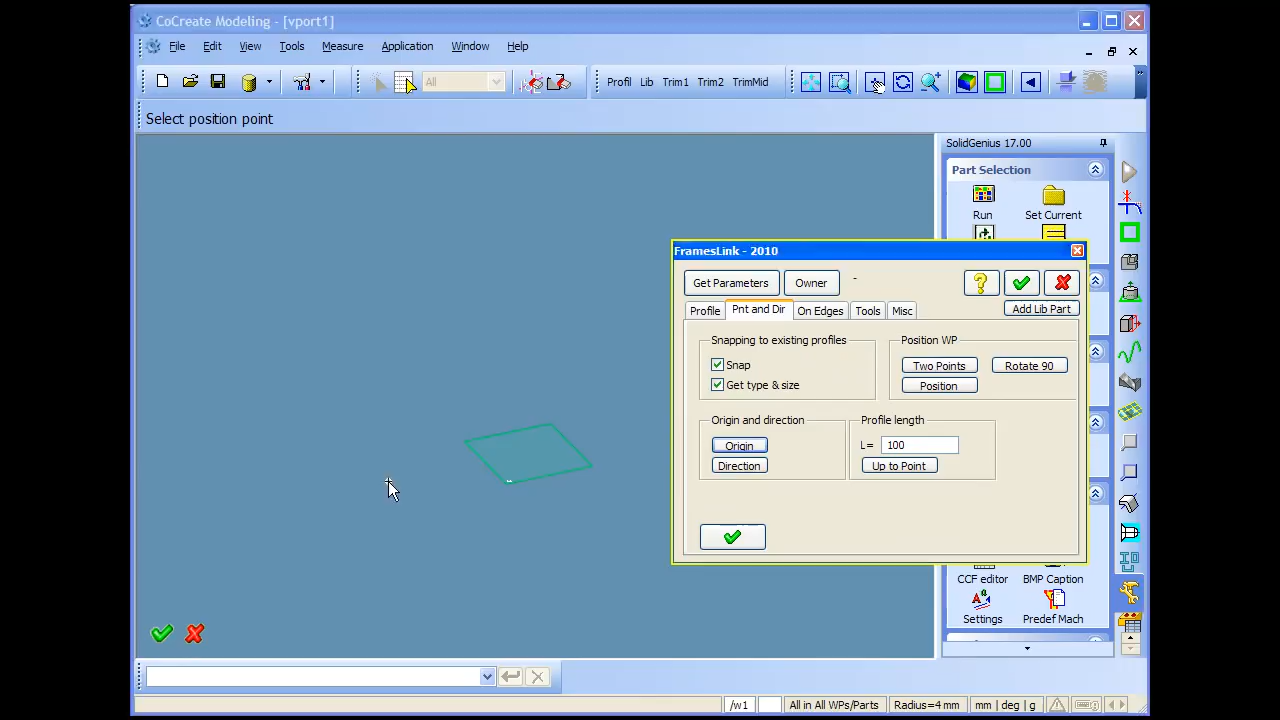 CoCreate Modeling - [vport1]
File Edit View Tools Measure Application Window Help
All Profil Lib Trim1 Trim2 TrimMid
Select position point
SolidGenius 17.00
Part Selection
Run Set Current
FramesLink - 2010
Get Parameters Owner -
Profile Pnt and Dir On Edges Tools Misc Add Lib Part
Snapping to existing profiles Position WP
Snap Two Points Rotate 90
Get type & size Position
Origin and direction Profile length
Origin L= 100
Direction Up to Point
CCF editor BMP Caption
Settings Predef Mach
/w1 All in All WPs/Parts Radius=4 mm mm | deg | g